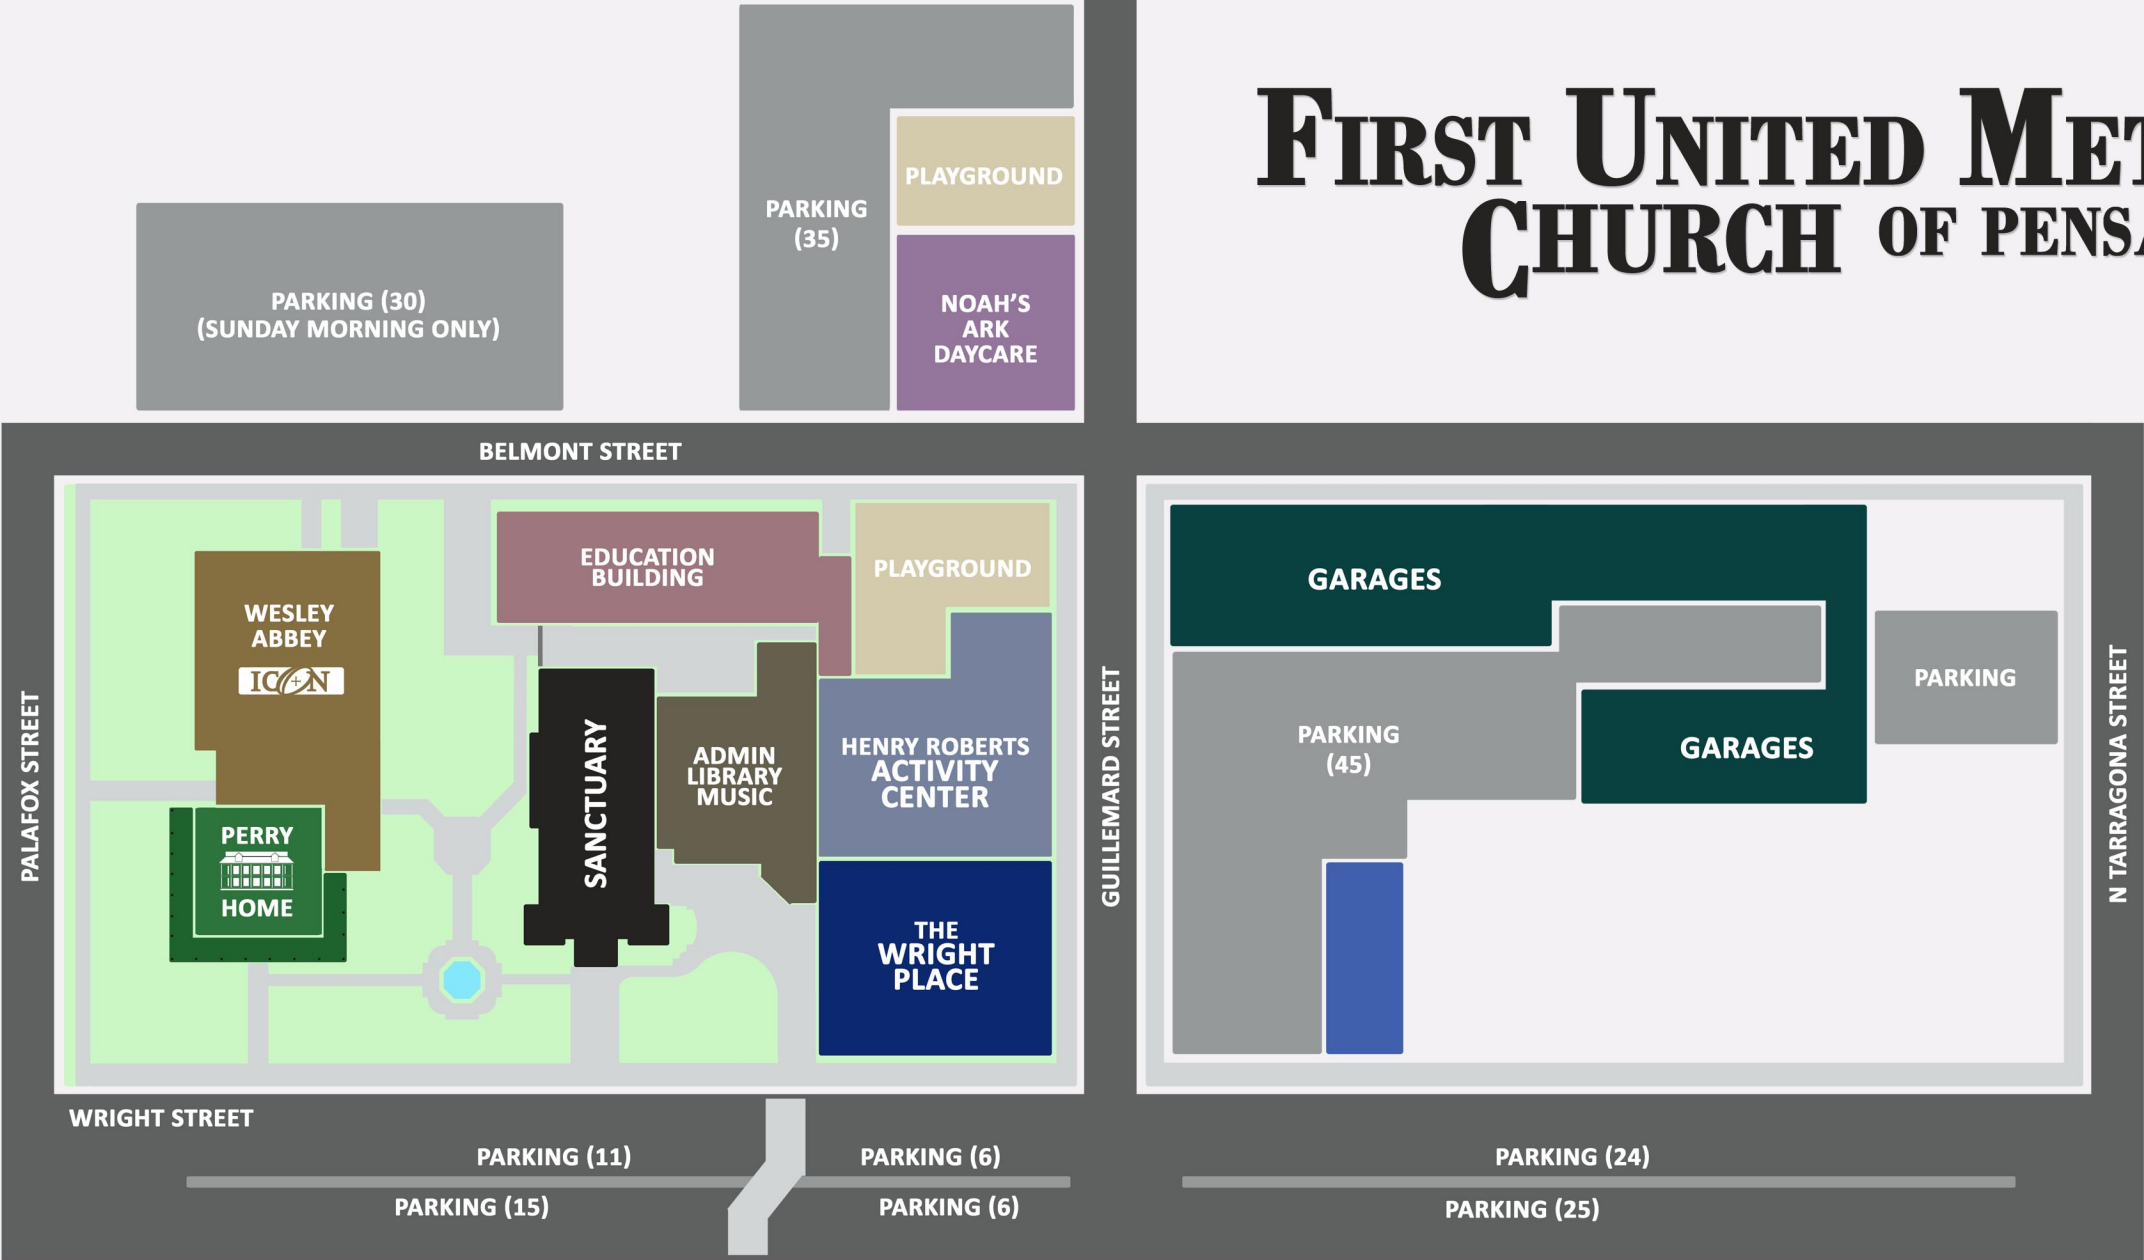 FIRST UNITED MET
CHURCH OF PENSA
PLAYGROUND
PARKING
(35)
NOAH'S
ARK
DAYCARE
PARKING (30)
(SUNDAY MORNING ONLY)
BELMONT STREET
EDUCATION
BUILDING
PLAYGROUND
WESLEY
ABBEY
ICON
SANCTUARY
ADMIN
LIBRARY
MUSIC
HENRY ROBERTS
ACTIVITY
CENTER
PERRY
HOME
THE
WRIGHT
PLACE
PALAFOX STREET
GUILLEMARD STREET
GARAGES
PARKING
(45)
GARAGES
PARKING
N TARRAGONA STREET
WRIGHT STREET
PARKING (11)
PARKING (6)
PARKING (24)
PARKING (15)
PARKING (6)
PARKING (25)